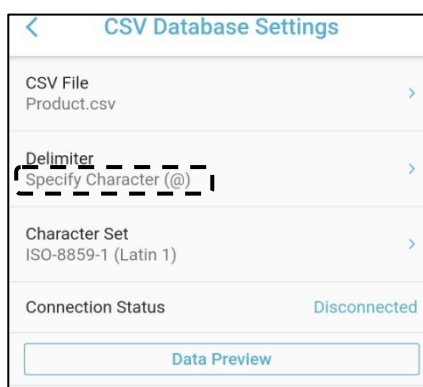 CSV Database Settings
CSV File
Product.csv
Delimiter
Specify Character (@)
Character Set
ISO-8859-1 (Latin 1)
Connection Status Disconnected
Data Preview